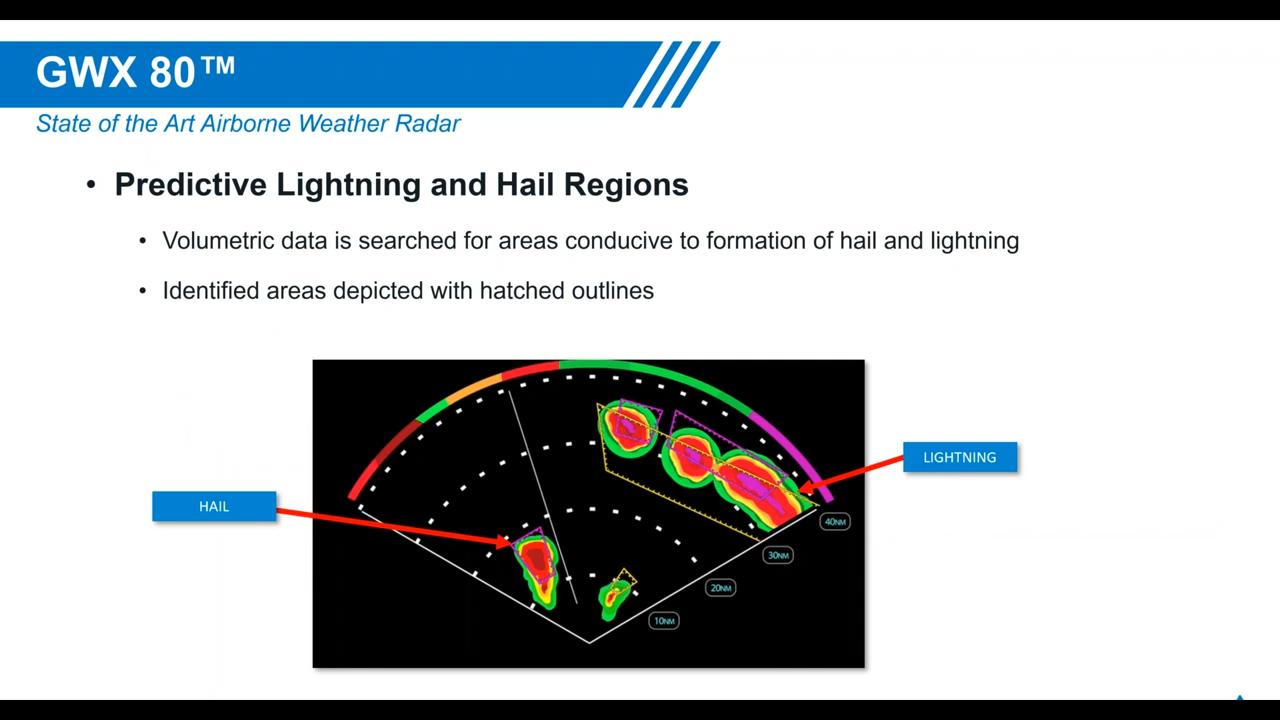 GWX 80™
State of the Art Airborne Weather Radar
• Predictive Lightning and Hail Regions
• Volumetric data is searched for areas conducive to formation of hail and lightning
• Identified areas depicted with hatched outlines
LIGHTNING
HAIL
40NM
30NM
20NM
10NM